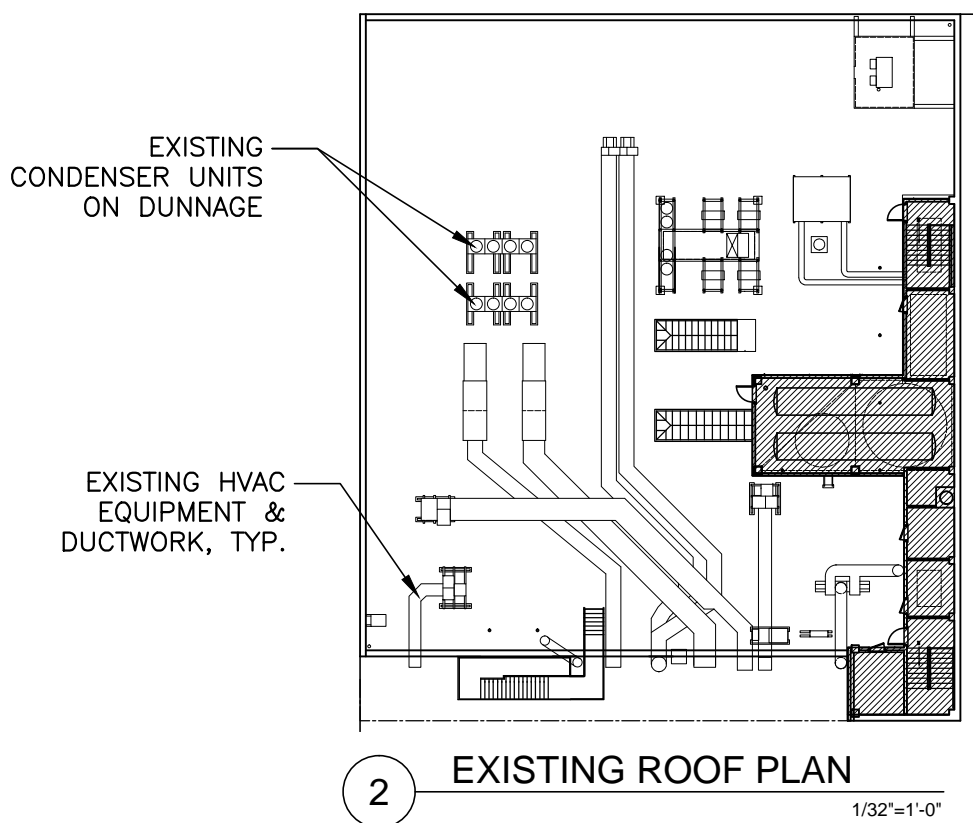 EXISTING
CONDENSER UNITS
ON DUNNAGE
EXISTING HVAC
EQUIPMENT &
DUCTWORK, TYP.
2
EXISTING ROOF PLAN
1/32"=1'-0"